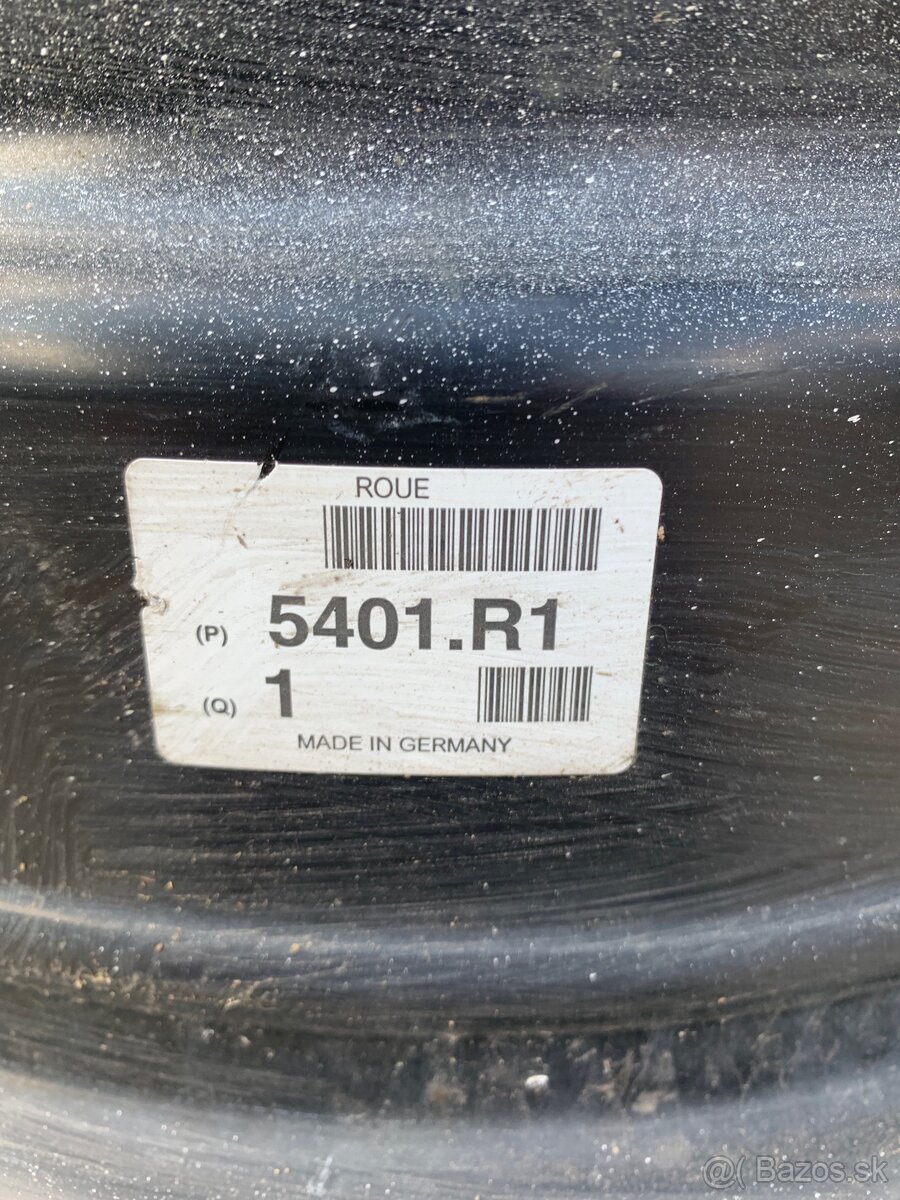 ROUE
(P) 5401.R1
(Q) 1
MADE IN GERMANY
@( Bazos.sk